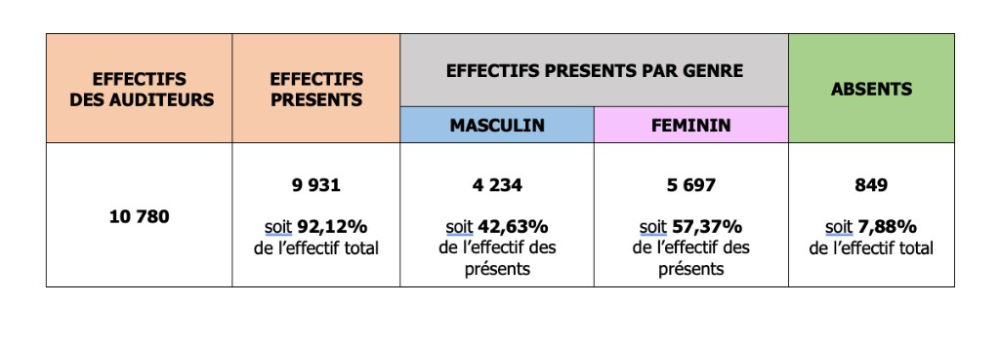 EFFECTIFS
DES AUDITEURS
EFFECTIFS
PRESENTS
EFFECTIFS PRESENTS PAR GENRE
ABSENTS
MASCULIN
FEMININ
10 780
9 931
soit 92,12%
de l’effectif total
4 234
soit 42,63%
de l’effectif des
présents
5 697
soit 57,37%
de l’effectif des
présents
849
soit 7,88%
de l’effectif total